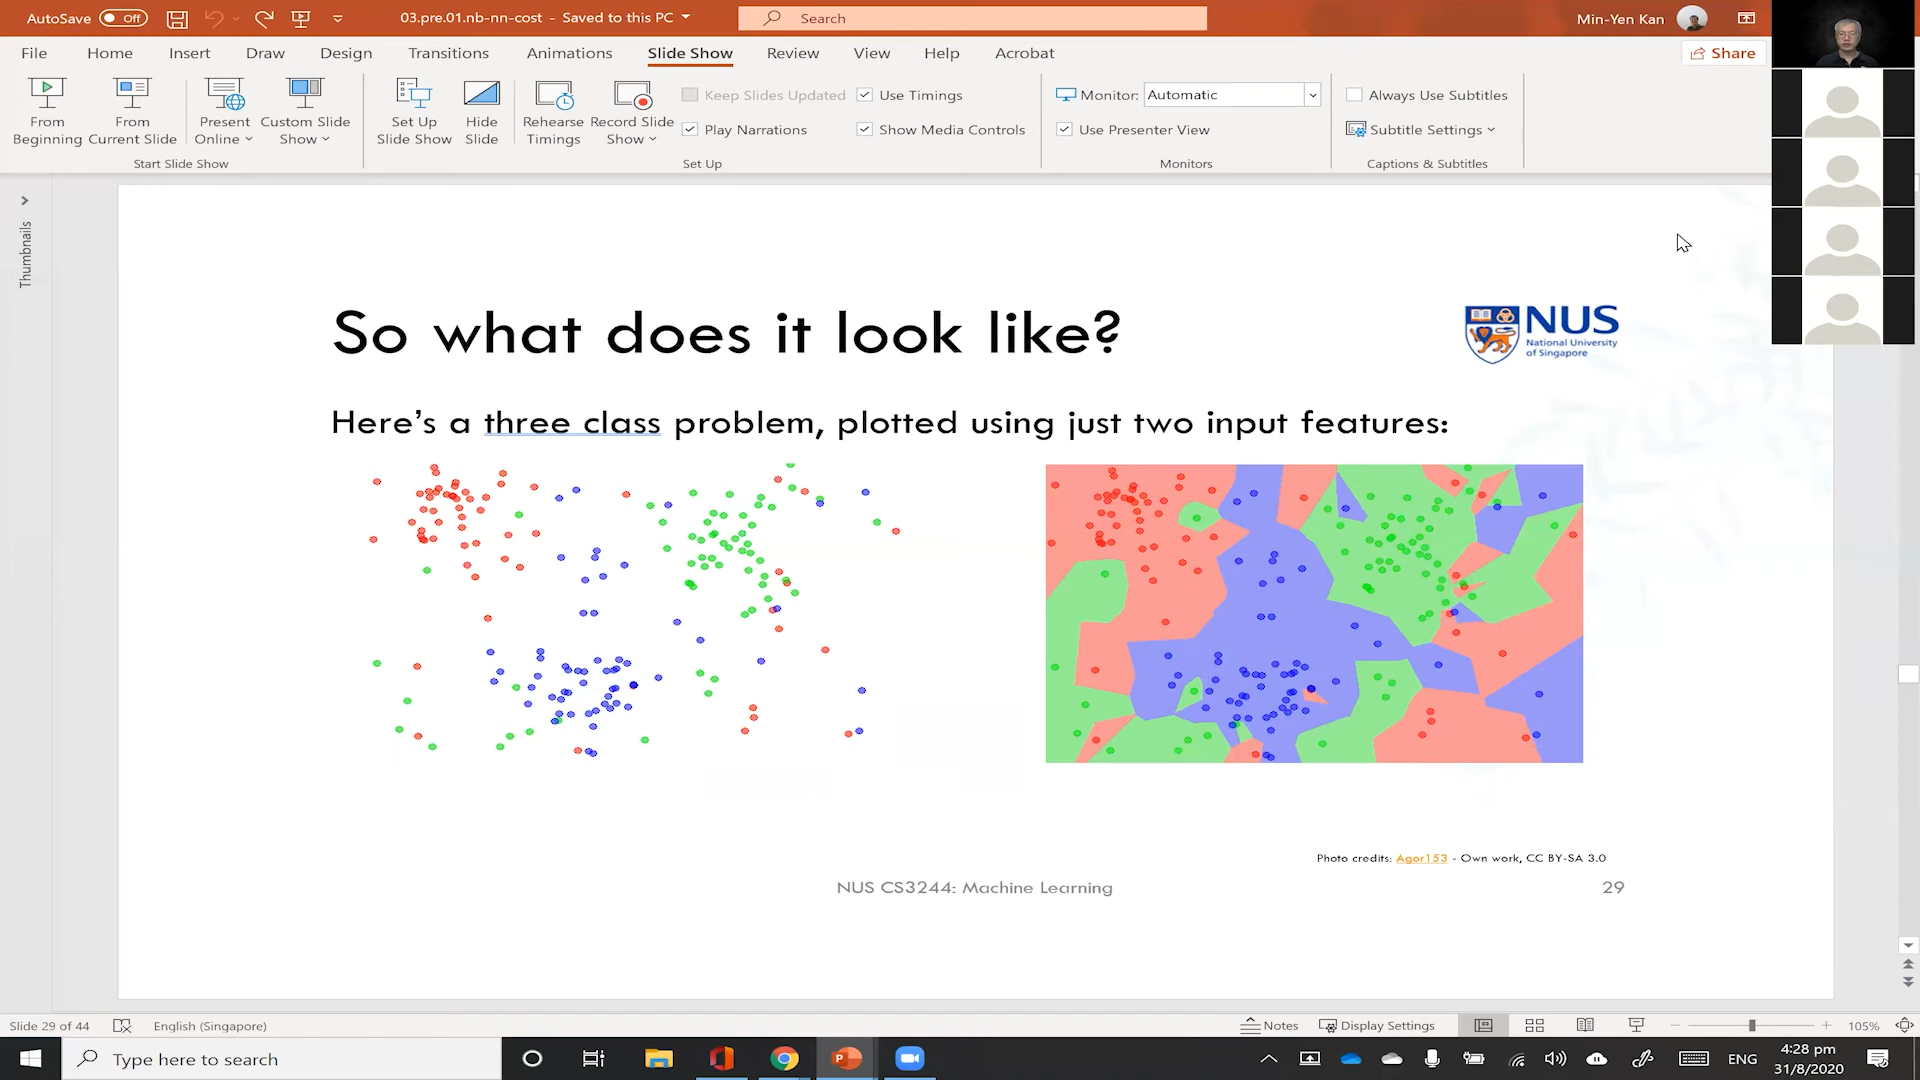 AutoSave Off
03.pre.01.nb-nn-cost - Saved to this PC
Search
Min-Yen Kan
File Home Insert Draw Design Transitions Animations Slide Show Review View Help Acrobat
Share
From Beginning
From Current Slide
Present Online
Custom Slide Show
Start Slide Show
Set Up Slide Show
Hide Slide
Rehearse Timings
Record Slide Show
Keep Slides Updated
Play Narrations
Use Timings
Show Media Controls
Set Up
Monitor: Automatic
Use Presenter View
Monitors
Always Use Subtitles
Subtitle Settings
Captions & Subtitles
Thumbnails
So what does it look like?
NUS
National University
of Singapore
Here's a three class problem, plotted using just two input features:
Photo credits: Agor153 - Own work, CC BY-SA 3.0
NUS CS3244: Machine Learning
29
Slide 29 of 44
English (Singapore)
Notes
Display Settings
105%
Type here to search
ENG
4:28 pm
31/8/2020